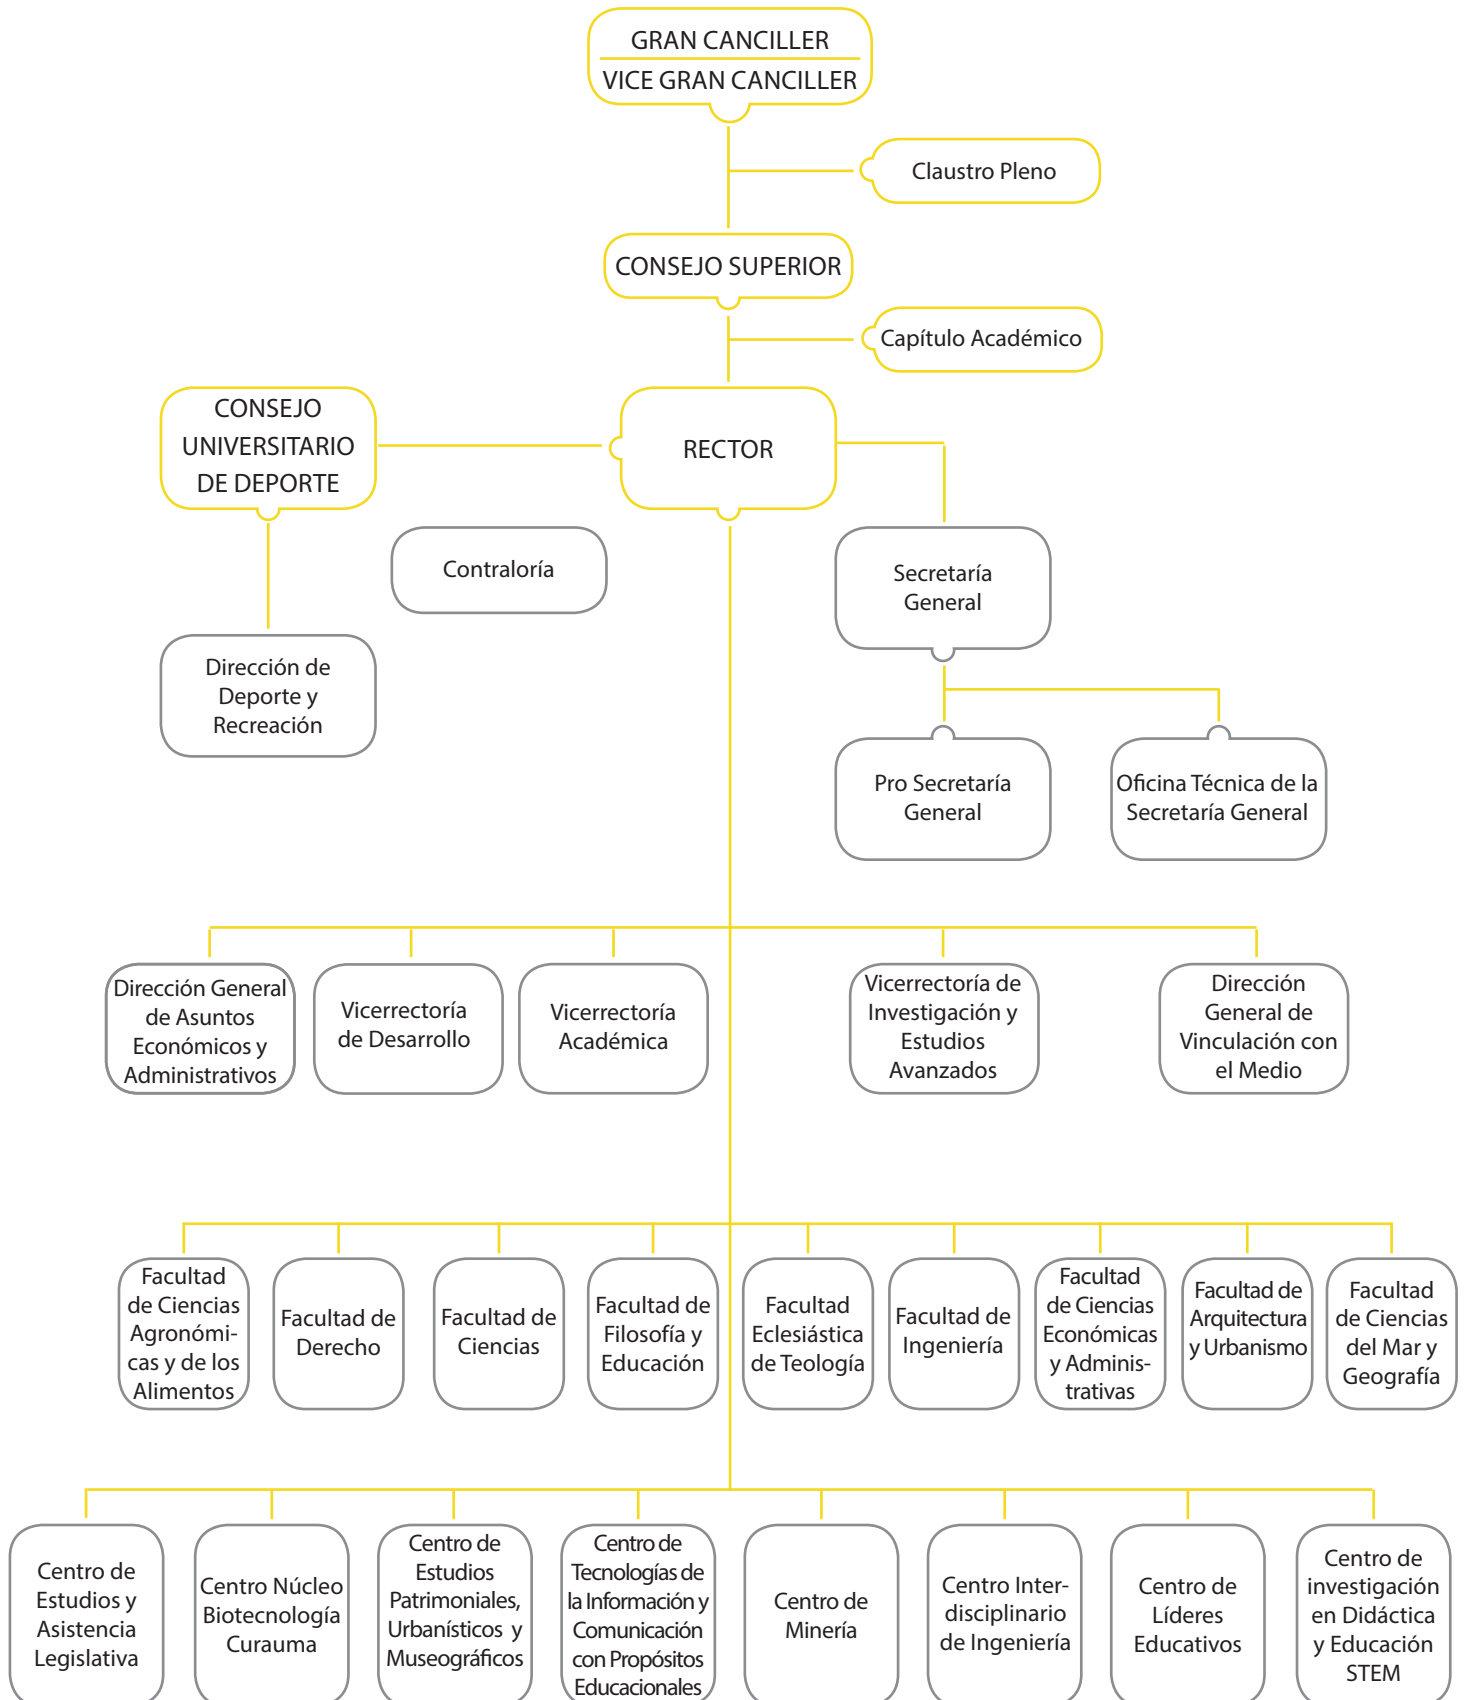 GRAN CANCILLER
VICE GRAN CANCILLER
Claustro Pleno
CONSEJO SUPERIOR
Capítulo Académico
CONSEJO
UNIVERSITARIO
DE DEPORTE
RECTOR
Contraloría
Secretaría
General
Dirección de
Deporte y
Recreación
Pro Secretaría
General
Oficina Técnica de la
Secretaría General
Dirección General
de Asuntos
Económicos y
Administrativos
Vicerrectoría
de Desarrollo
Vicerrectoría
Académica
Vicerrectoría de
Investigación y
Estudios
Avanzados
Dirección
General de
Vinculación con
el Medio
Facultad
de Ciencias
Agronómi-
cas y de los
Alimentos
Facultad de
Derecho
Facultad de
Ciencias
Facultad de
Filosofía y
Educación
Facultad
Eclesiástica
de Teología
Facultad de
Ingeniería
Facultad
de Ciencias
Económicas
y Adminis-
trativas
Facultad de
Arquitectura
y Urbanismo
Facultad
de Ciencias
del Mar y
Geografía
Centro de
Estudios y
Asistencia
Legislativa
Centro Núcleo
Biotecnología
Curauma
Centro de
Estudios
Patrimoniales,
Urbanísticos y
Museográficos
Centro de
Tecnologías de
la Información y
Comunicación
con Propósitos
Educacionales
Centro de
Minería
Centro Inter-
disciplinario
de Ingeniería
Centro de
Líderes
Educativos
Centro de
investigación
en Didáctica
y Educación
STEM